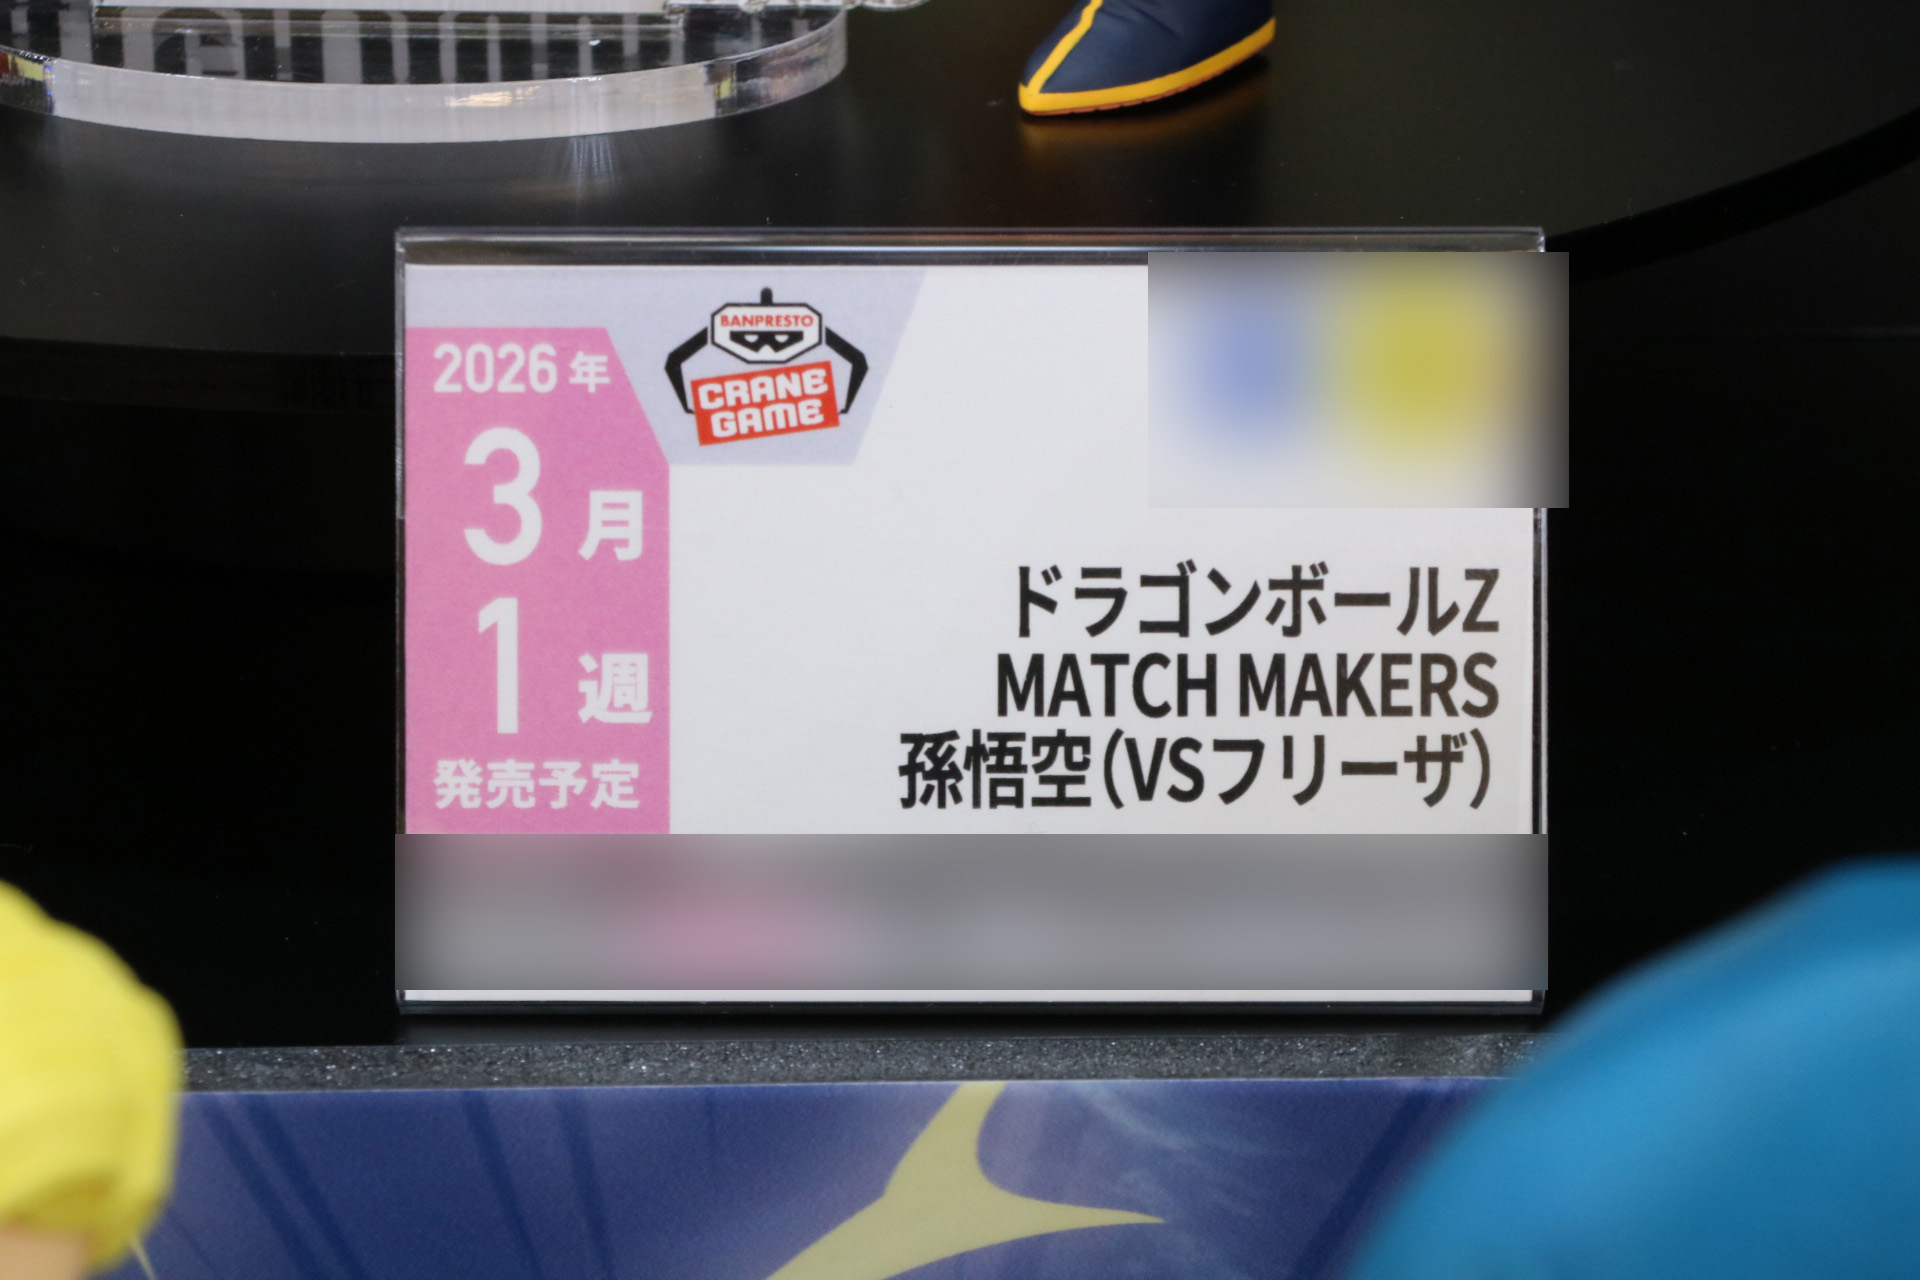 BANPRESTO
CRANE
GAME
2026年
3月
1週
発売予定
ドラゴンボールZ
MATCH MAKERS
孫悟空(VSフリーザ)